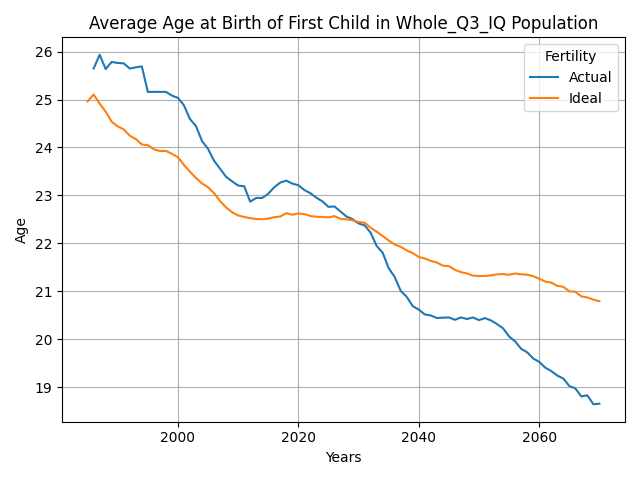 Average Age at Birth of First Child in Whole_Q3_IQ Population
Fertility
Actual
Ideal
26
25
24
23
22
21
20
19
Age
2000
2020
2040
2060
Years